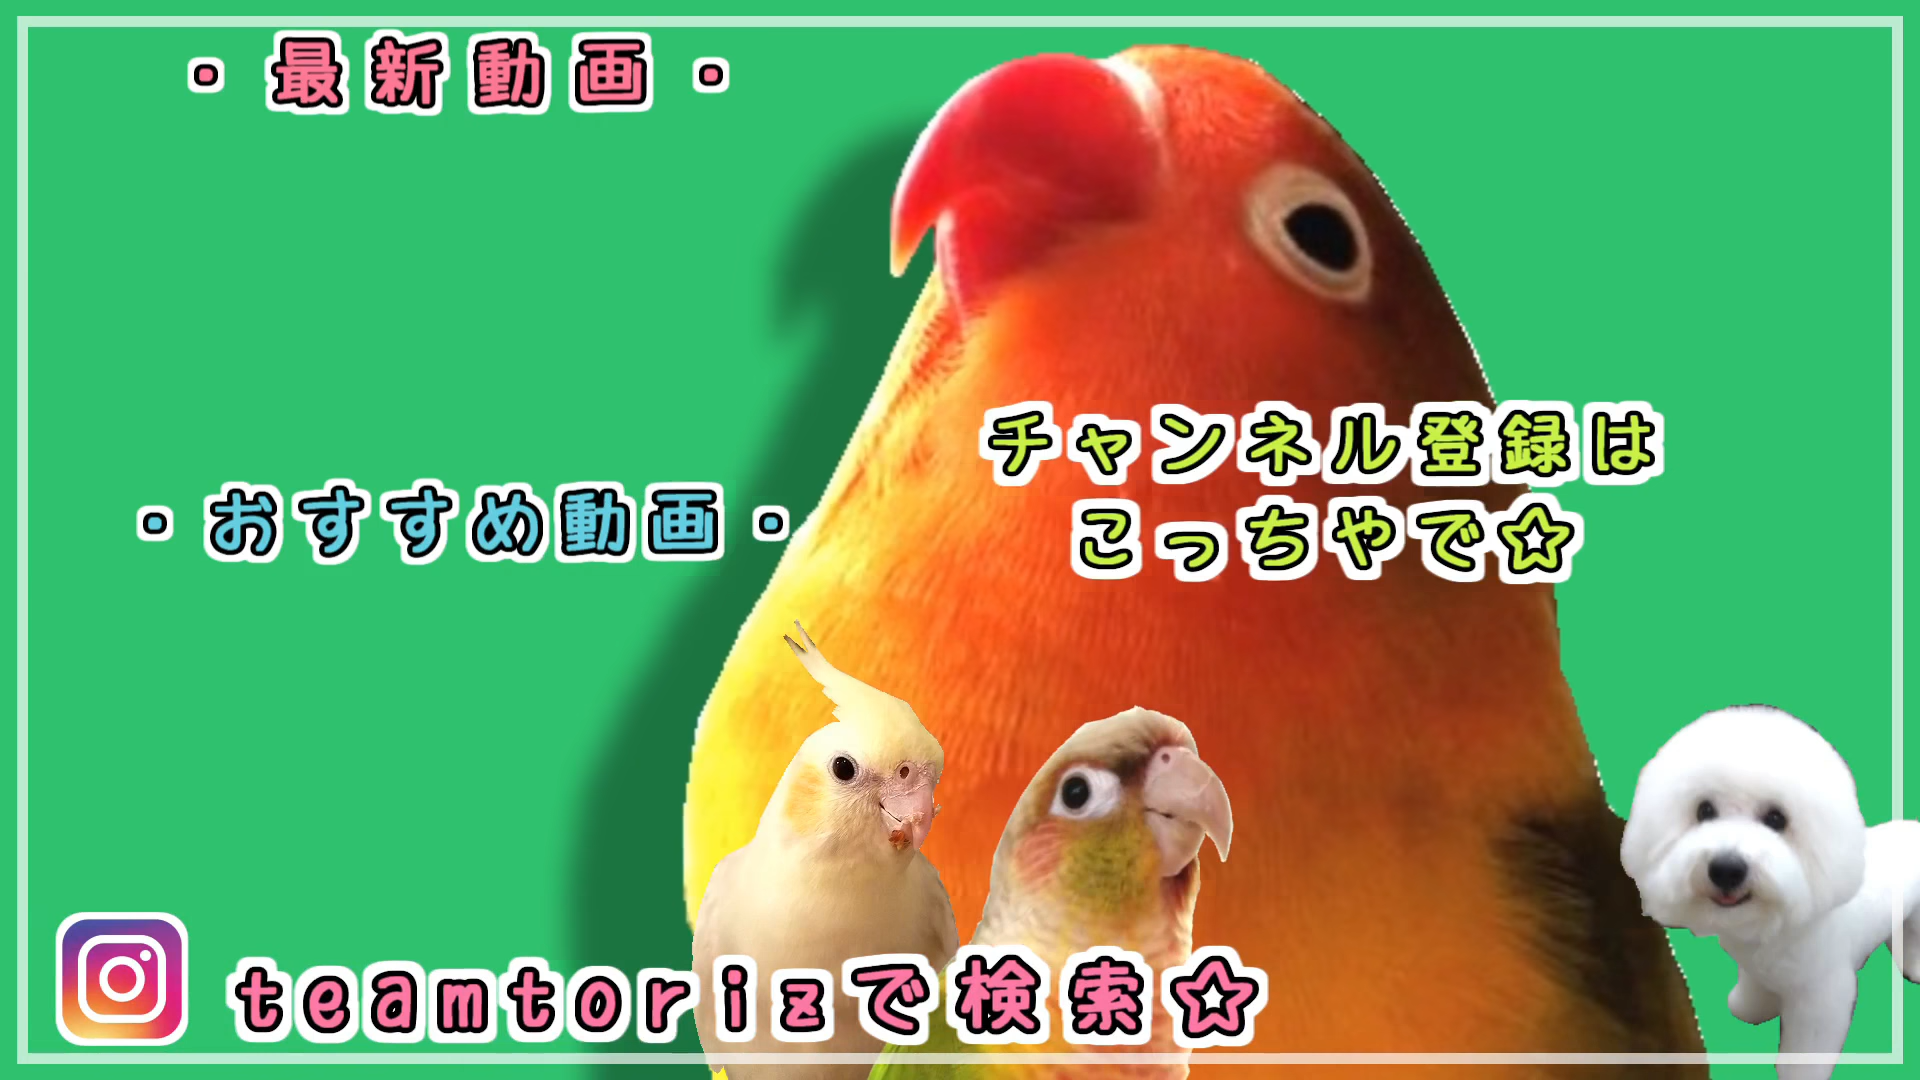 ・最新動画・
・おすすめ動画・
チャンネル登録は
こっちやで☆
teamtorizで検索☆